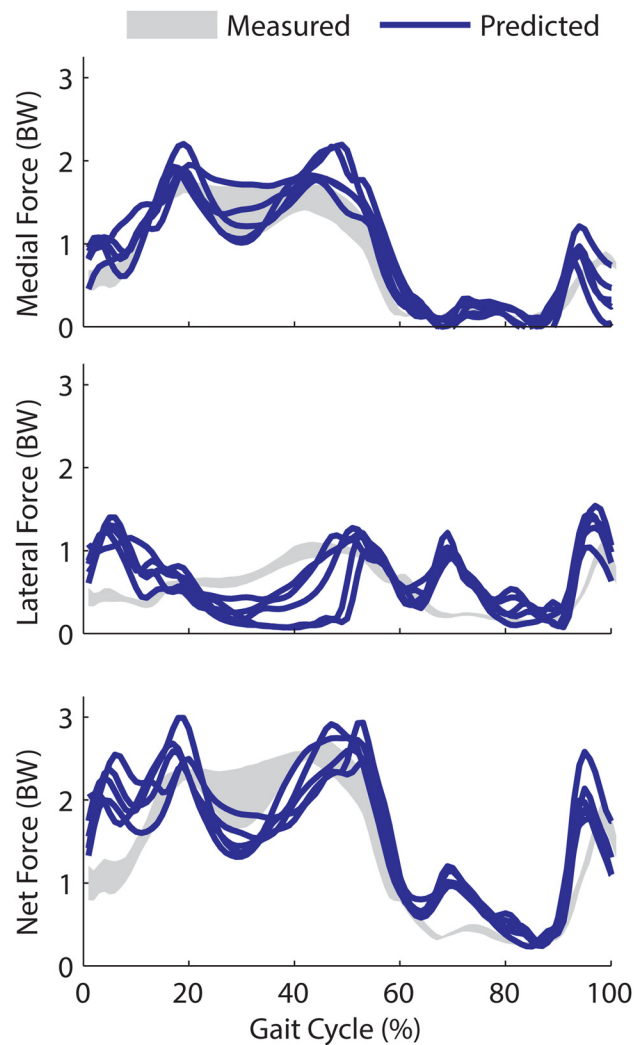 Measured Predicted
3
2
1
0
Medial Force (BW)
3
2
1
0
Lateral Force (BW)
3
2
1
0
Net Force (BW)
0 20 40 60 80 100
Gait Cycle (%)